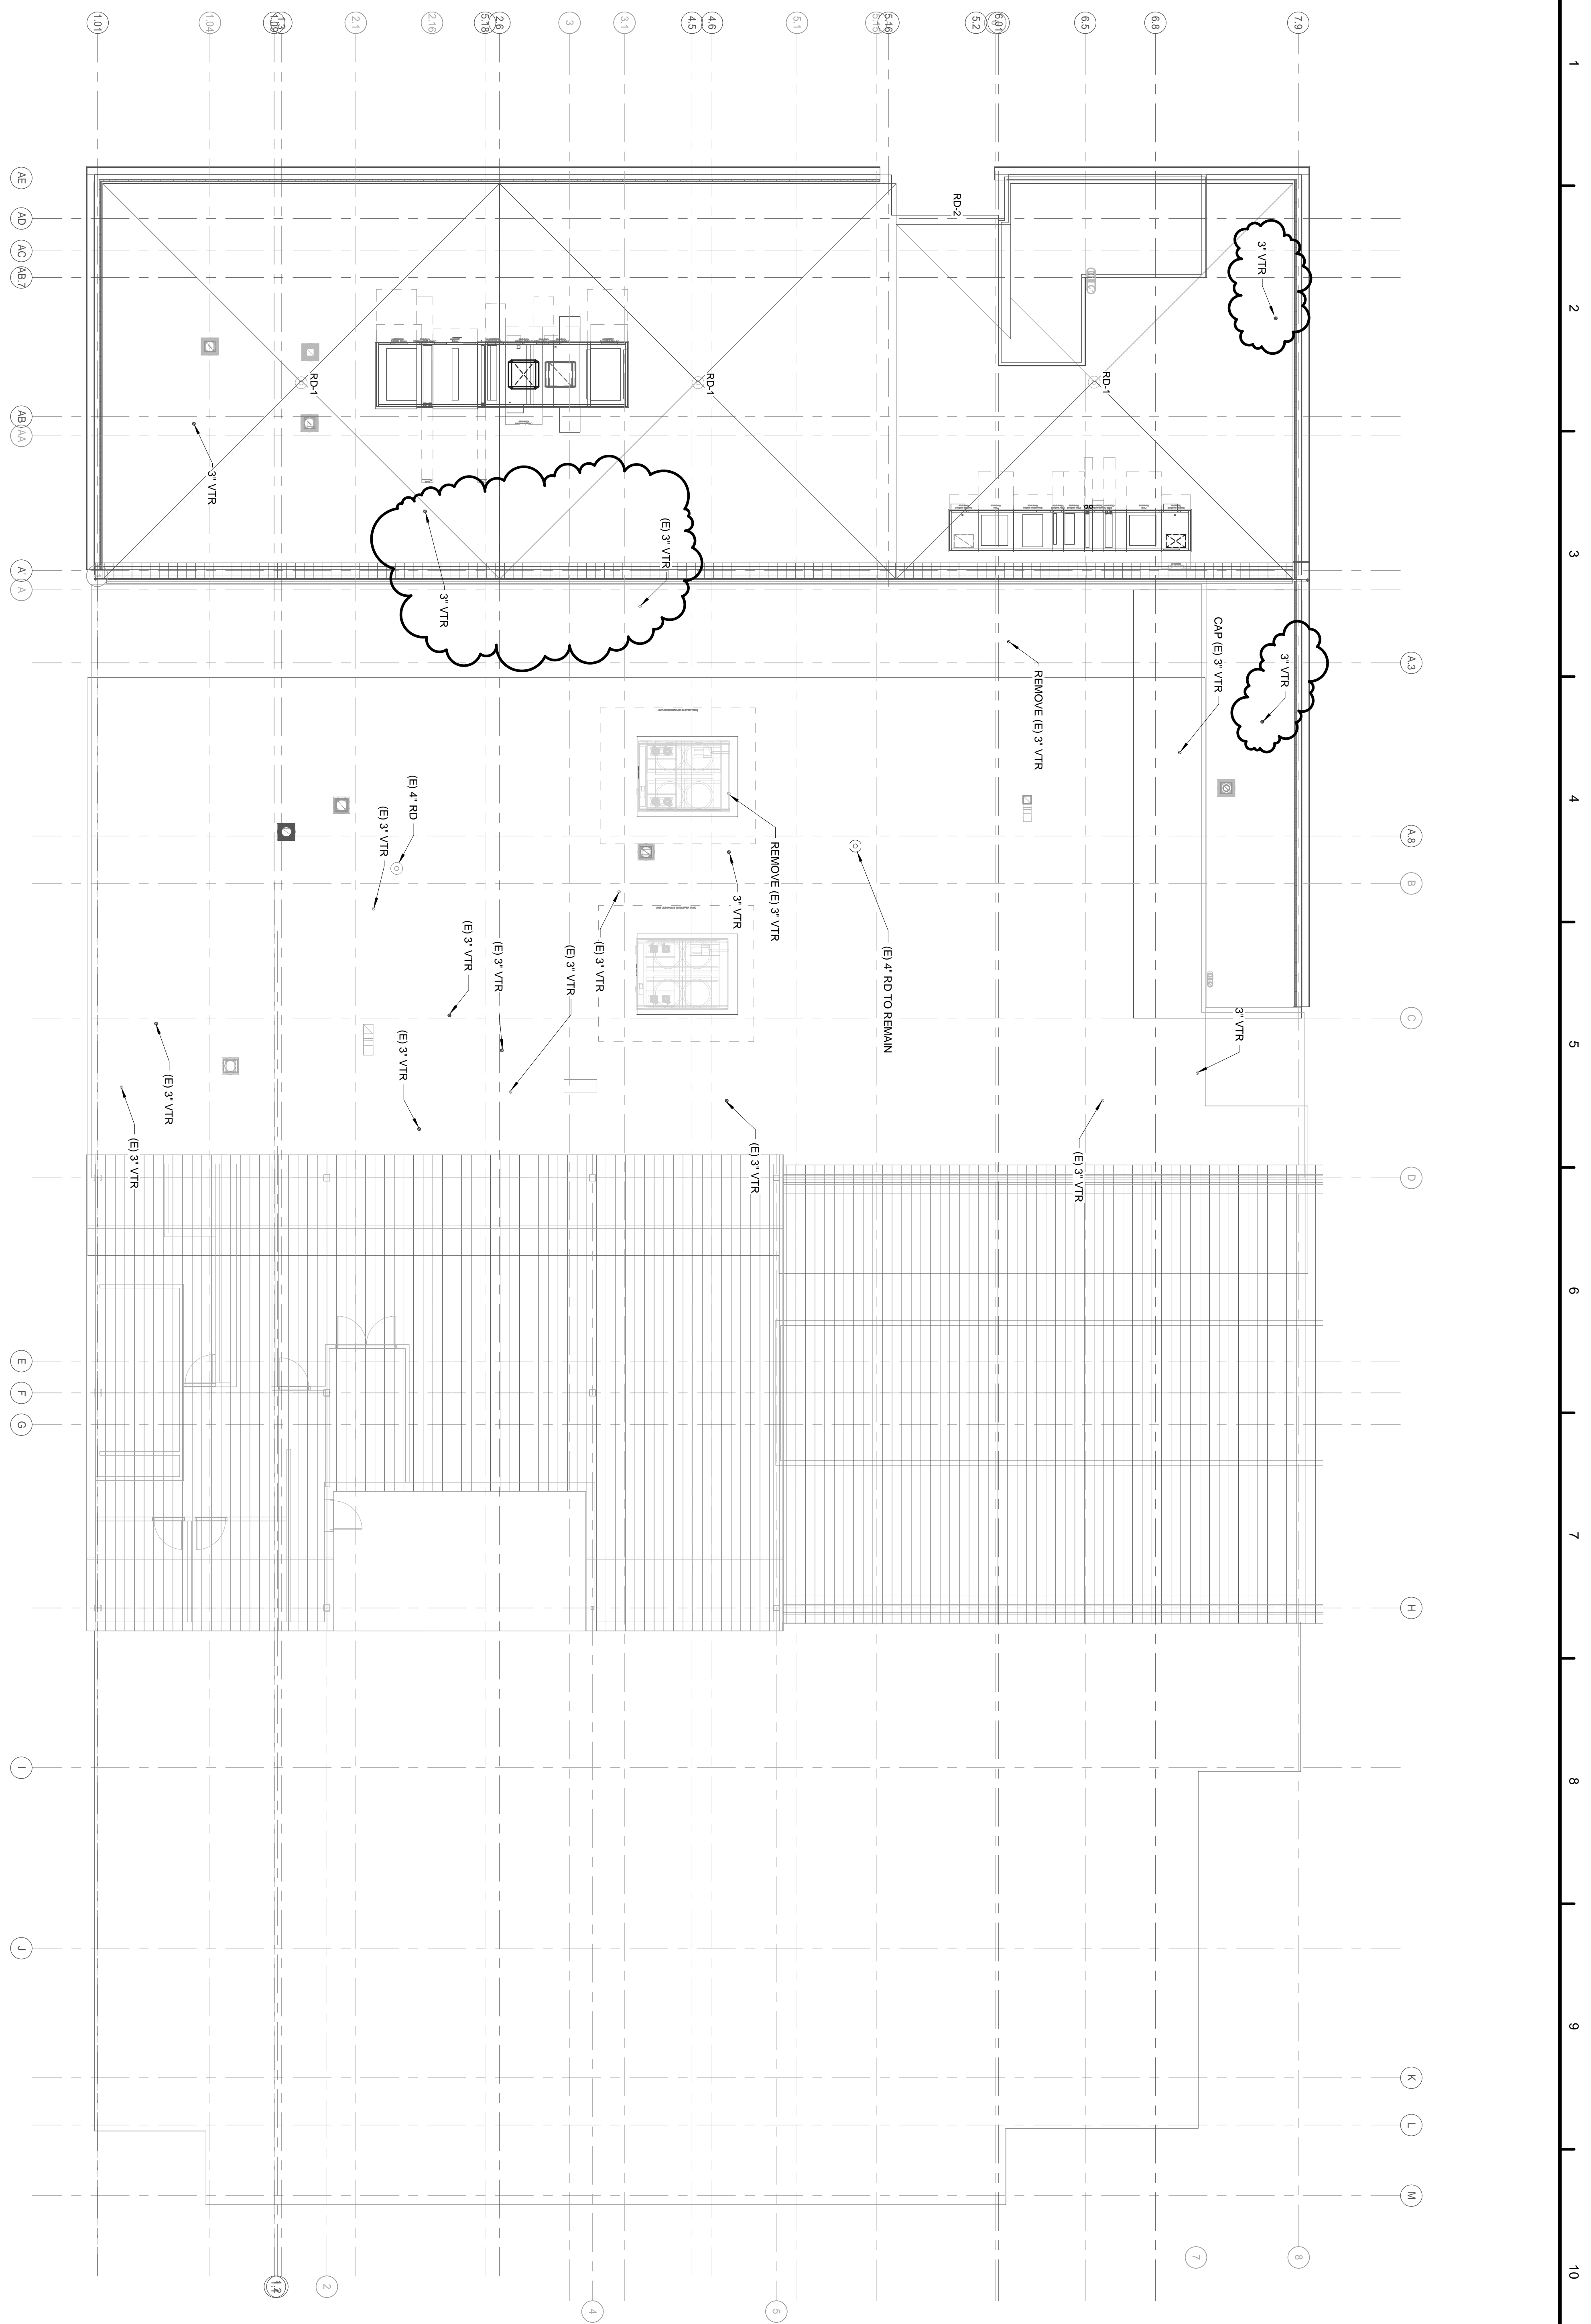 1
2
3
4
5
6
7
8
9
10
1.01
1.04
1.09
1.3
2.1
2.16
5.18
2.6
3
3.1
4.5
4.6
5.1
5.16
5.2
6.01
6.5
6.8
7.9
AE
AD
AC
AB.7
AB
AA
A'
A
A.3
A.8
B
C
D
E
F
G
H
I
J
K
L
M
RD-2
3" VTR
RD-1
RD-1
RD-1
3" VTR
(E) 3" VTR
3" VTR
3" VTR
CAP (E) 3" VTR
REMOVE (E) 3" VTR
(E) 4" RD
(E) 3" VTR
REMOVE (E) 3" VTR
3" VTR
(E) 3" VTR
(E) 3" VTR
(E) 3" VTR
(E) 3" VTR
(E) 4" RD TO REMAIN
3" VTR
(E) 3" VTR
(E) 3" VTR
(E) 3" VTR
(E) 3" VTR
(E) 3" VTR
2
4
5
7
8